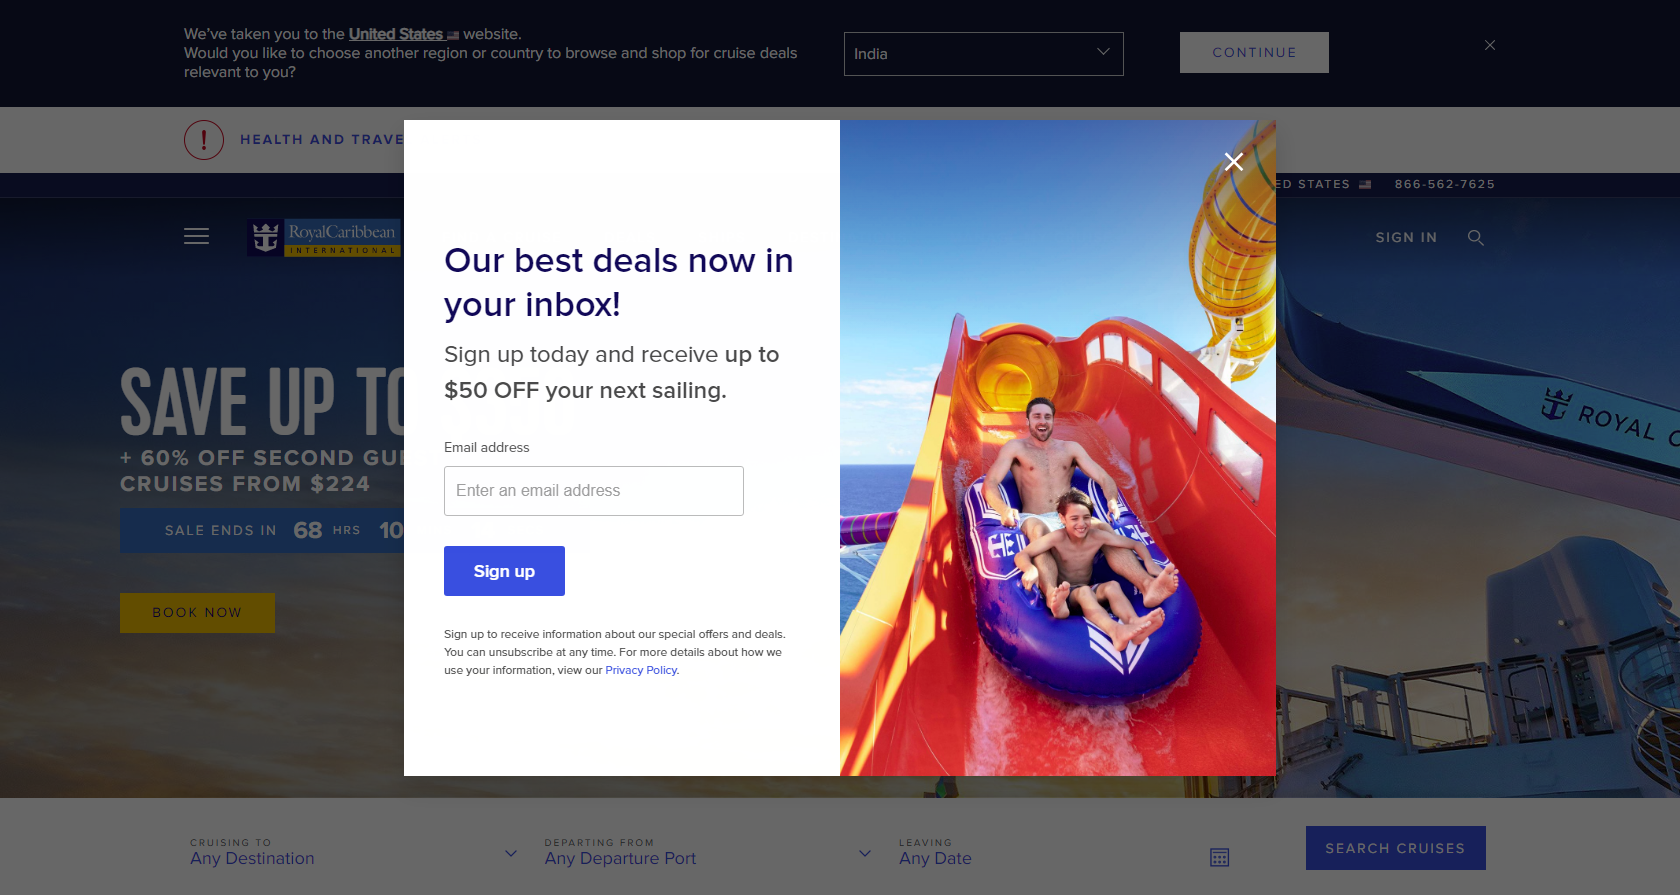 We've taken you to the United States website.
Would you like to choose another region or country to browse and shop for cruise deals
relevant to you?
India
CONTINUE
HEALTH AND TRAVE
ED STATES
866-562-7625
RoyalCaribbean
INTERNATIONAL
SIGN IN
Our best deals now in
your inbox!
Sign up today and receive up to
$50 OFF your next sailing.
Email address
Enter an email address
Sign up
Sign up to receive information about our special offers and deals.
You can unsubscribe at any time. For more details about how we
use your information, view our Privacy Policy.
SAVE UP TO
+ 60% OFF SECOND GUE
CRUISES FROM $224
SALE ENDS IN 68 HRS 10
BOOK NOW
ROYAL C
CRUISING TO
Any Destination
DEPARTING FROM
Any Departure Port
LEAVING
Any Date
SEARCH CRUISES